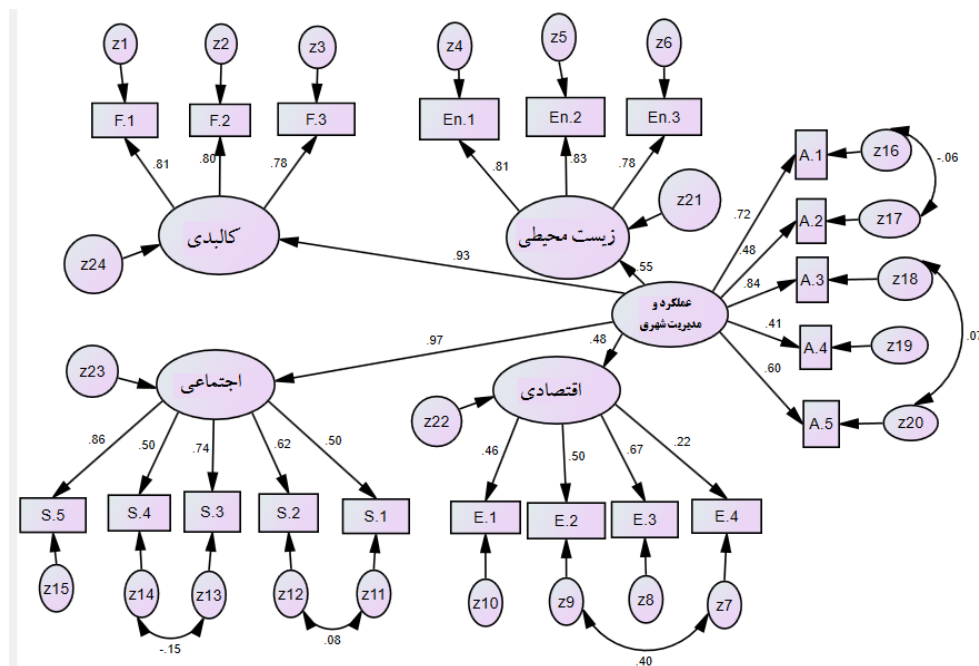 z1
z2
z3
z4
z5
z6
F.1
F.2
F.3
En.1
En.2
En.3
A.1
z16
-.06
.81
.80
.78
.81
.83
.78
A.2
z17
.72
.48
z21
کالبدی
زیست محیطی
z24
.93
.55
.84
A.3
z18
عملکرد و
مدیریت شهری
.07
.41
A.4
z19
.97
.48
.60
z23
اجتماعی
اقتصادی
z22
A.5
z20
.86
.50
.74
.62
.50
.46
.50
.67
.22
S.5
S.4
S.3
S.2
S.1
E.1
E.2
E.3
E.4
z15
z14
z13
z12
z11
z10
z9
z8
z7
-.15
.08
.40